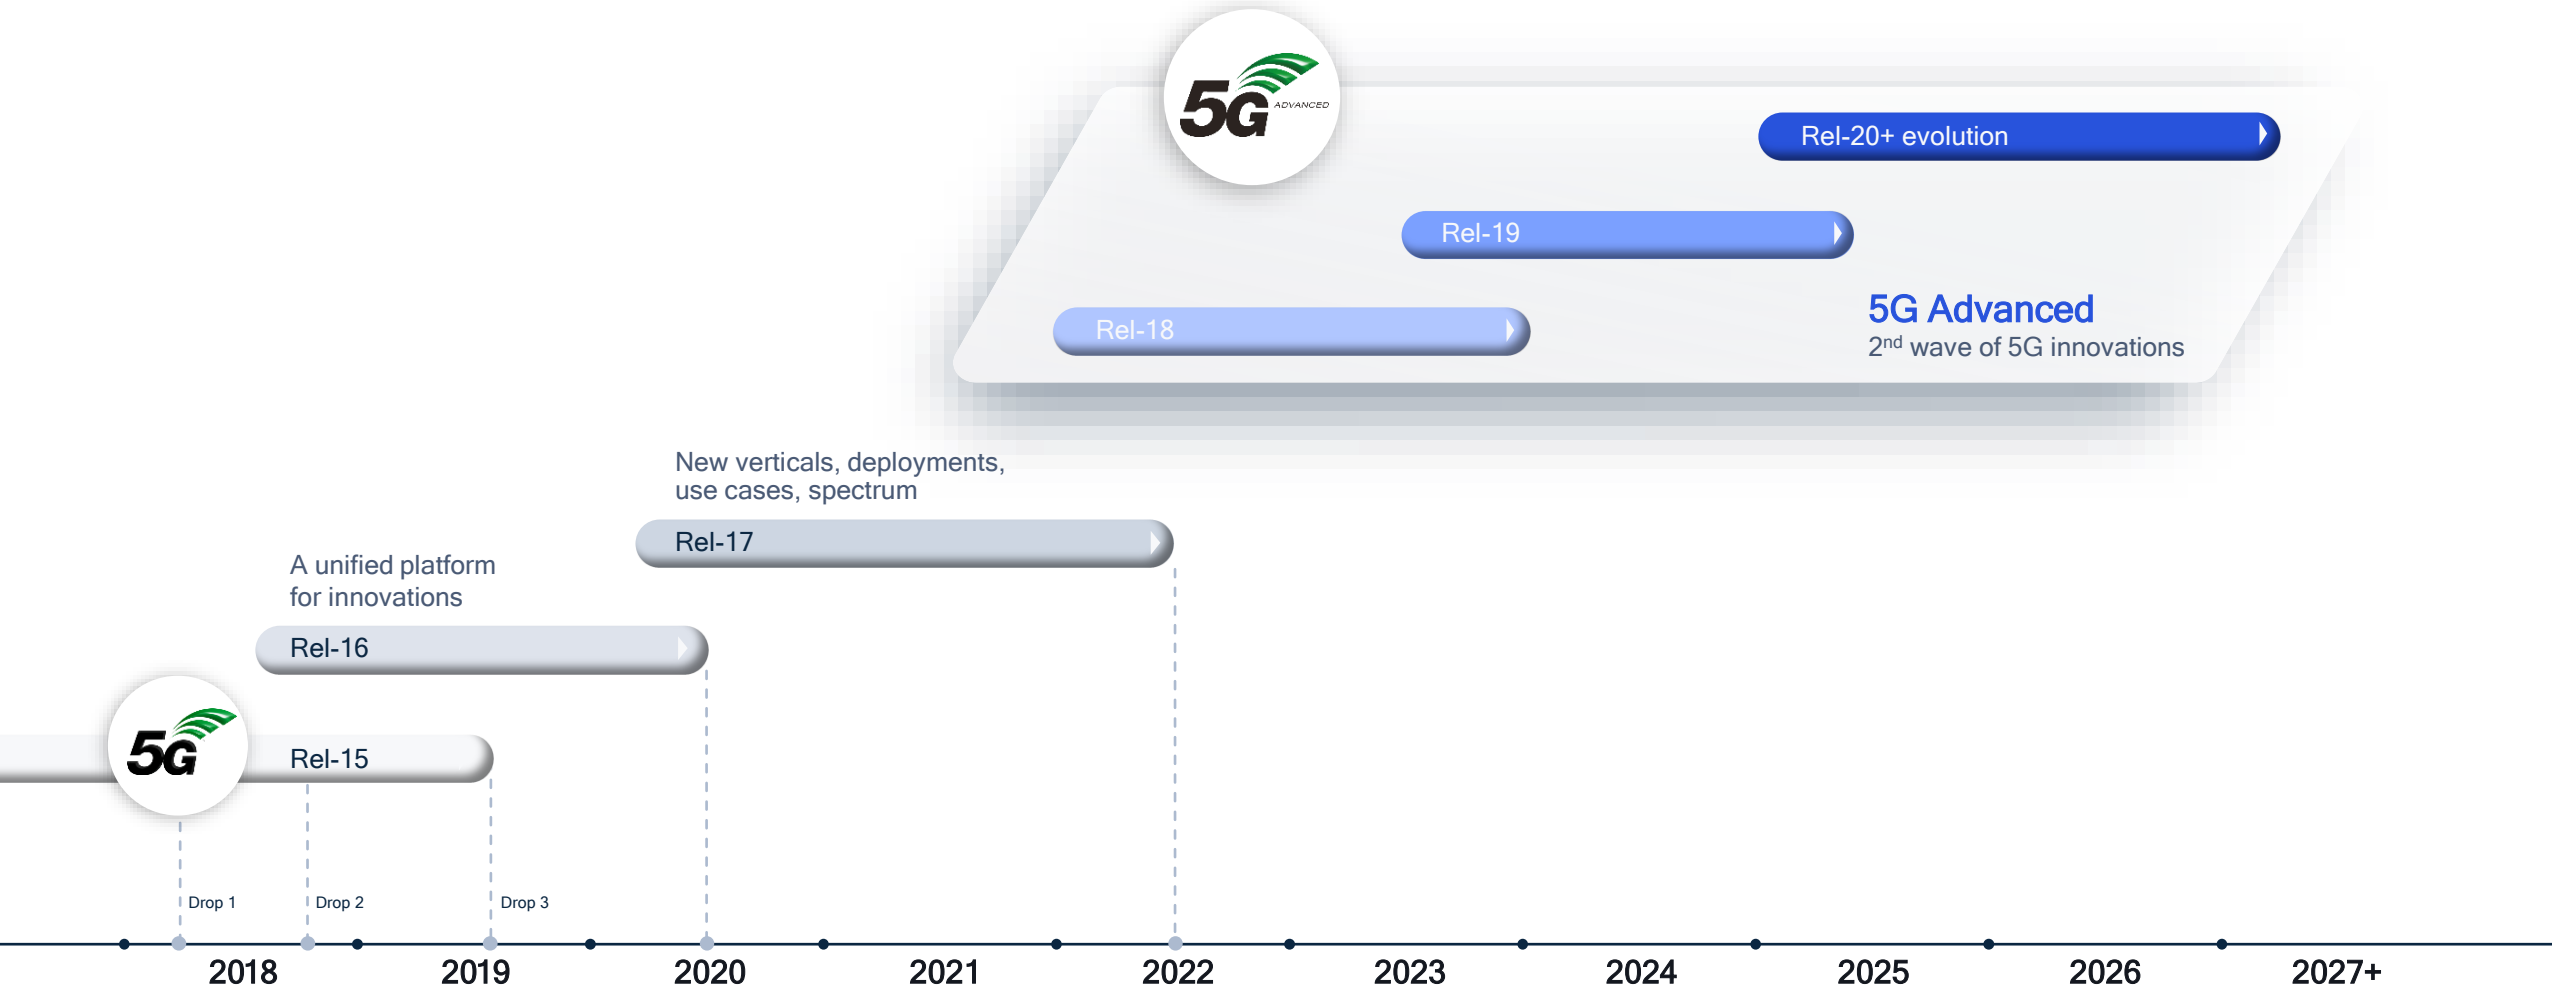 5G ADVANCED
Rel-20+ evolution
Rel-19
Rel-18
5G Advanced
2nd wave of 5G innovations
New verticals, deployments,
use cases, spectrum
Rel-17
A unified platform
for innovations
Rel-16
5G
Rel-15
Drop 1
Drop 2
Drop 3
2018
2019
2020
2021
2022
2023
2024
2025
2026
2027+